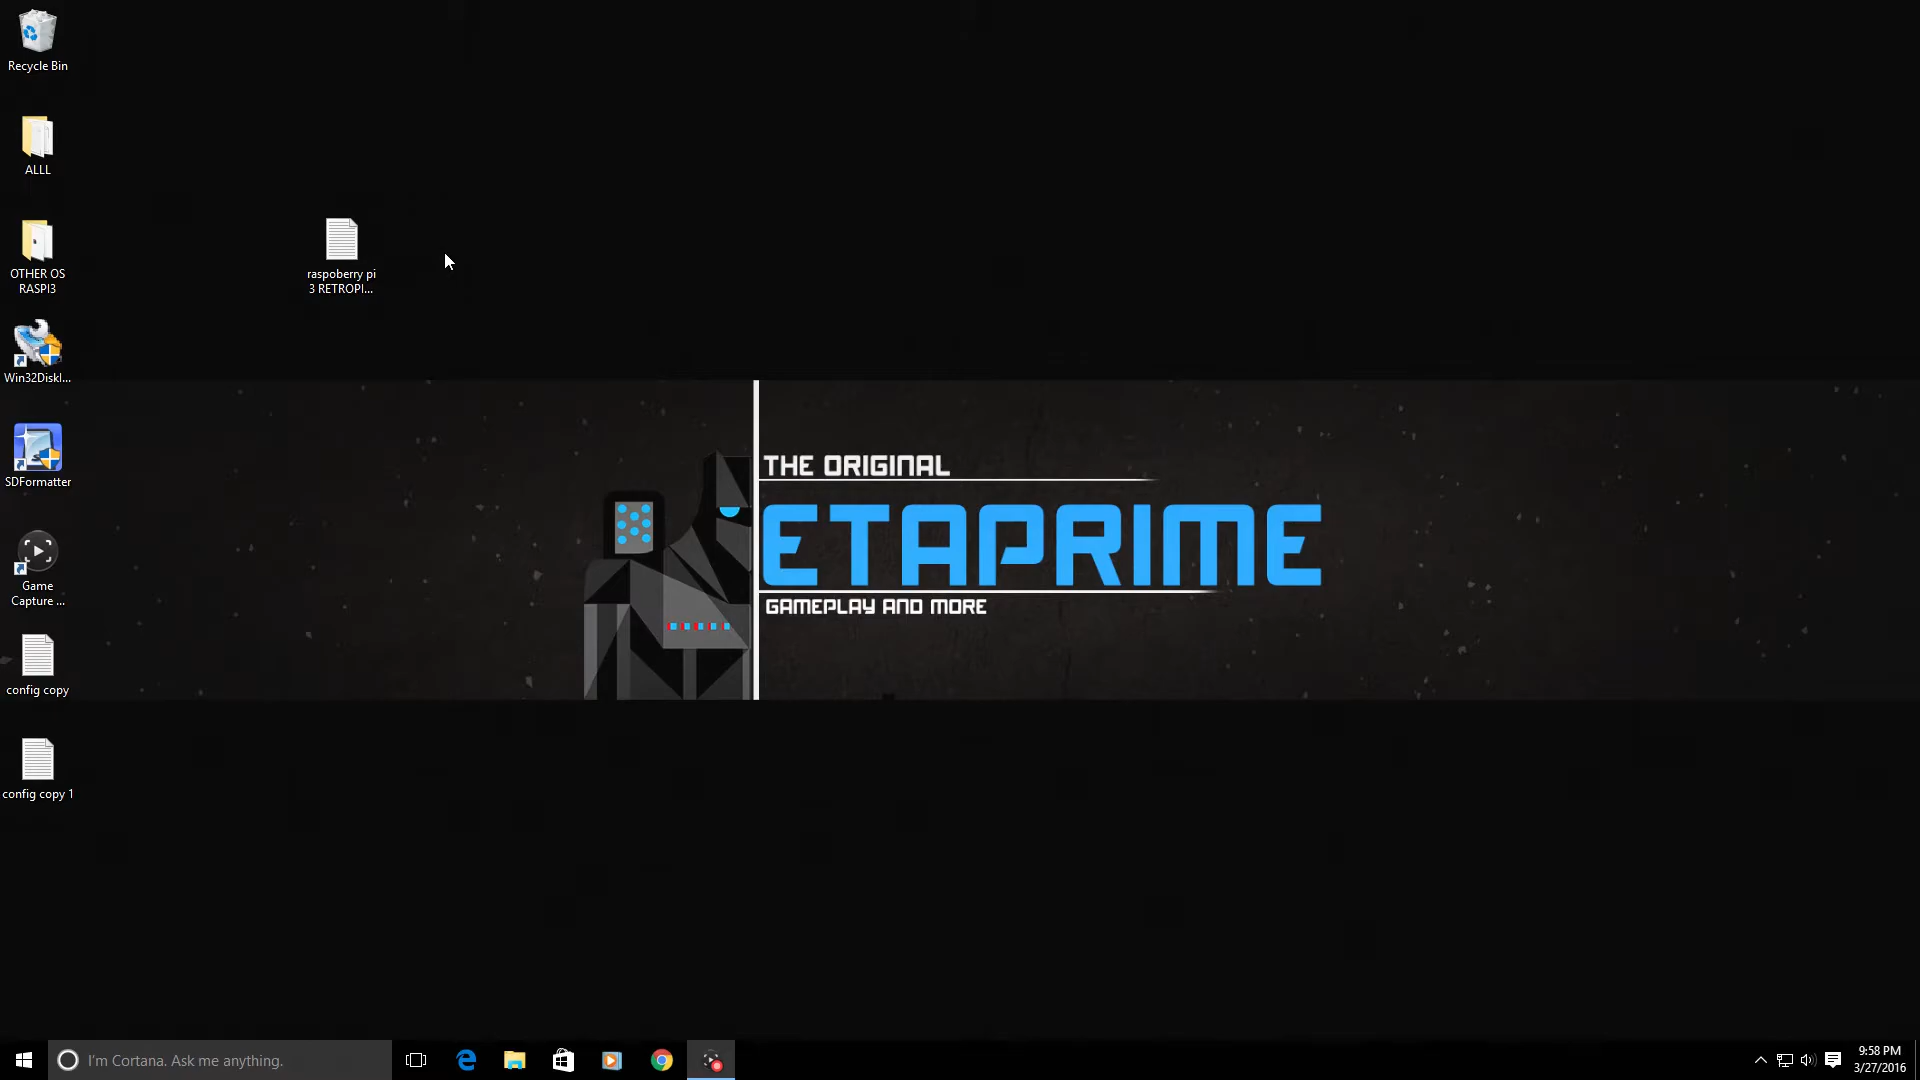 Recycle Bin
ALLL
OTHER OS
RASPI3
Win32DiskI...
SDFormatter
Game
Capture ...
config copy
config copy 1
raspoberry pi
3 RETROPI...
THE ORIGINAL
ETAPRIME
GAMEPLAY AND MORE
I'm Cortana. Ask me anything.
9:58 PM
3/27/2016